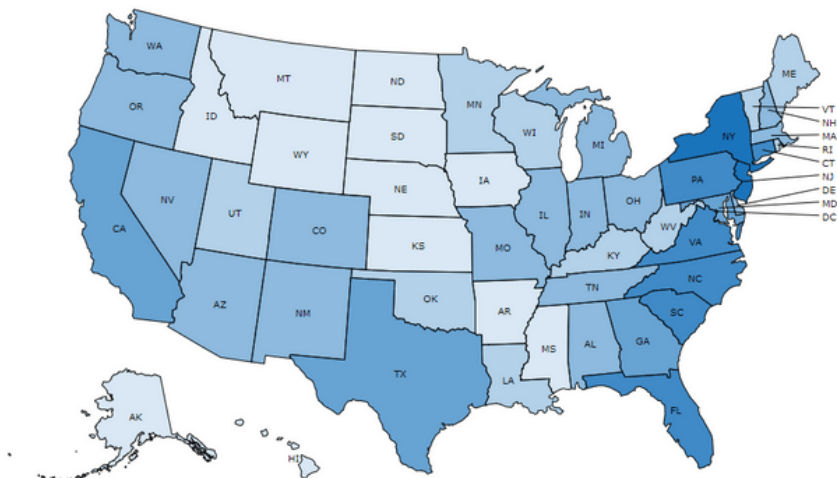 WA
MT
ND
MN
ME
OR
ID
SD
WI
MI
NY
VT
NH
MA
RI
CT
NJ
DE
MD
DC
WY
IA
PA
NE
NV
UT
CO
IL
IN
OH
WV
VA
CA
KS
MO
KY
NC
TN
AZ
NM
OK
AR
SC
MS
AL
GA
TX
LA
FL
AK
HI